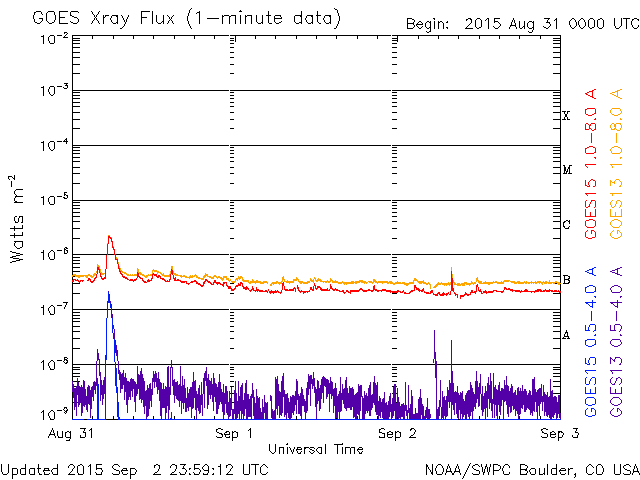 GOES Xray Flux (1-minute data)
Begin: 2015 Aug 31 0000 UTC
Watts m-2
10-2
10-3
10-4
10-5
10-6
10-7
10-8
10-9
X
M
C
B
A
GOES15 1.0-8.0 A
GOES13 1.0-8.0 A
GOES15 0.5-4.0 A
GOES13 0.5-4.0 A
Aug 31 Sep 1 Sep 2 Sep 3
Universal Time
Updated 2015 Sep 2 23:59:12 UTC
NOAA/SWPC Boulder, CO USA